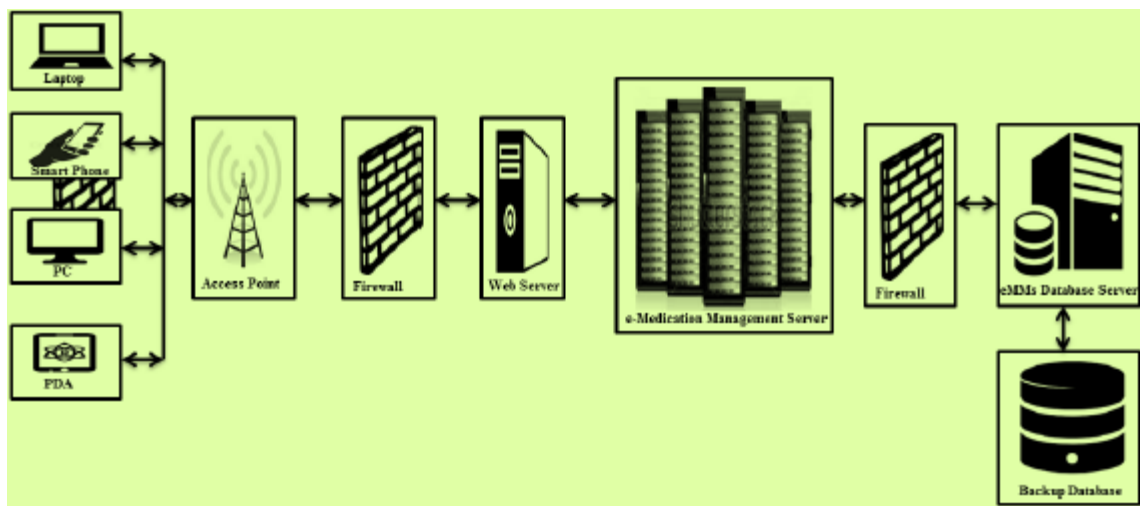 Laptop
Smart Phone
PC
PDA
Access Point
Firewall
Web Server
e-Medication Management Server
Firewall
eMMs Database Server
Backup Database